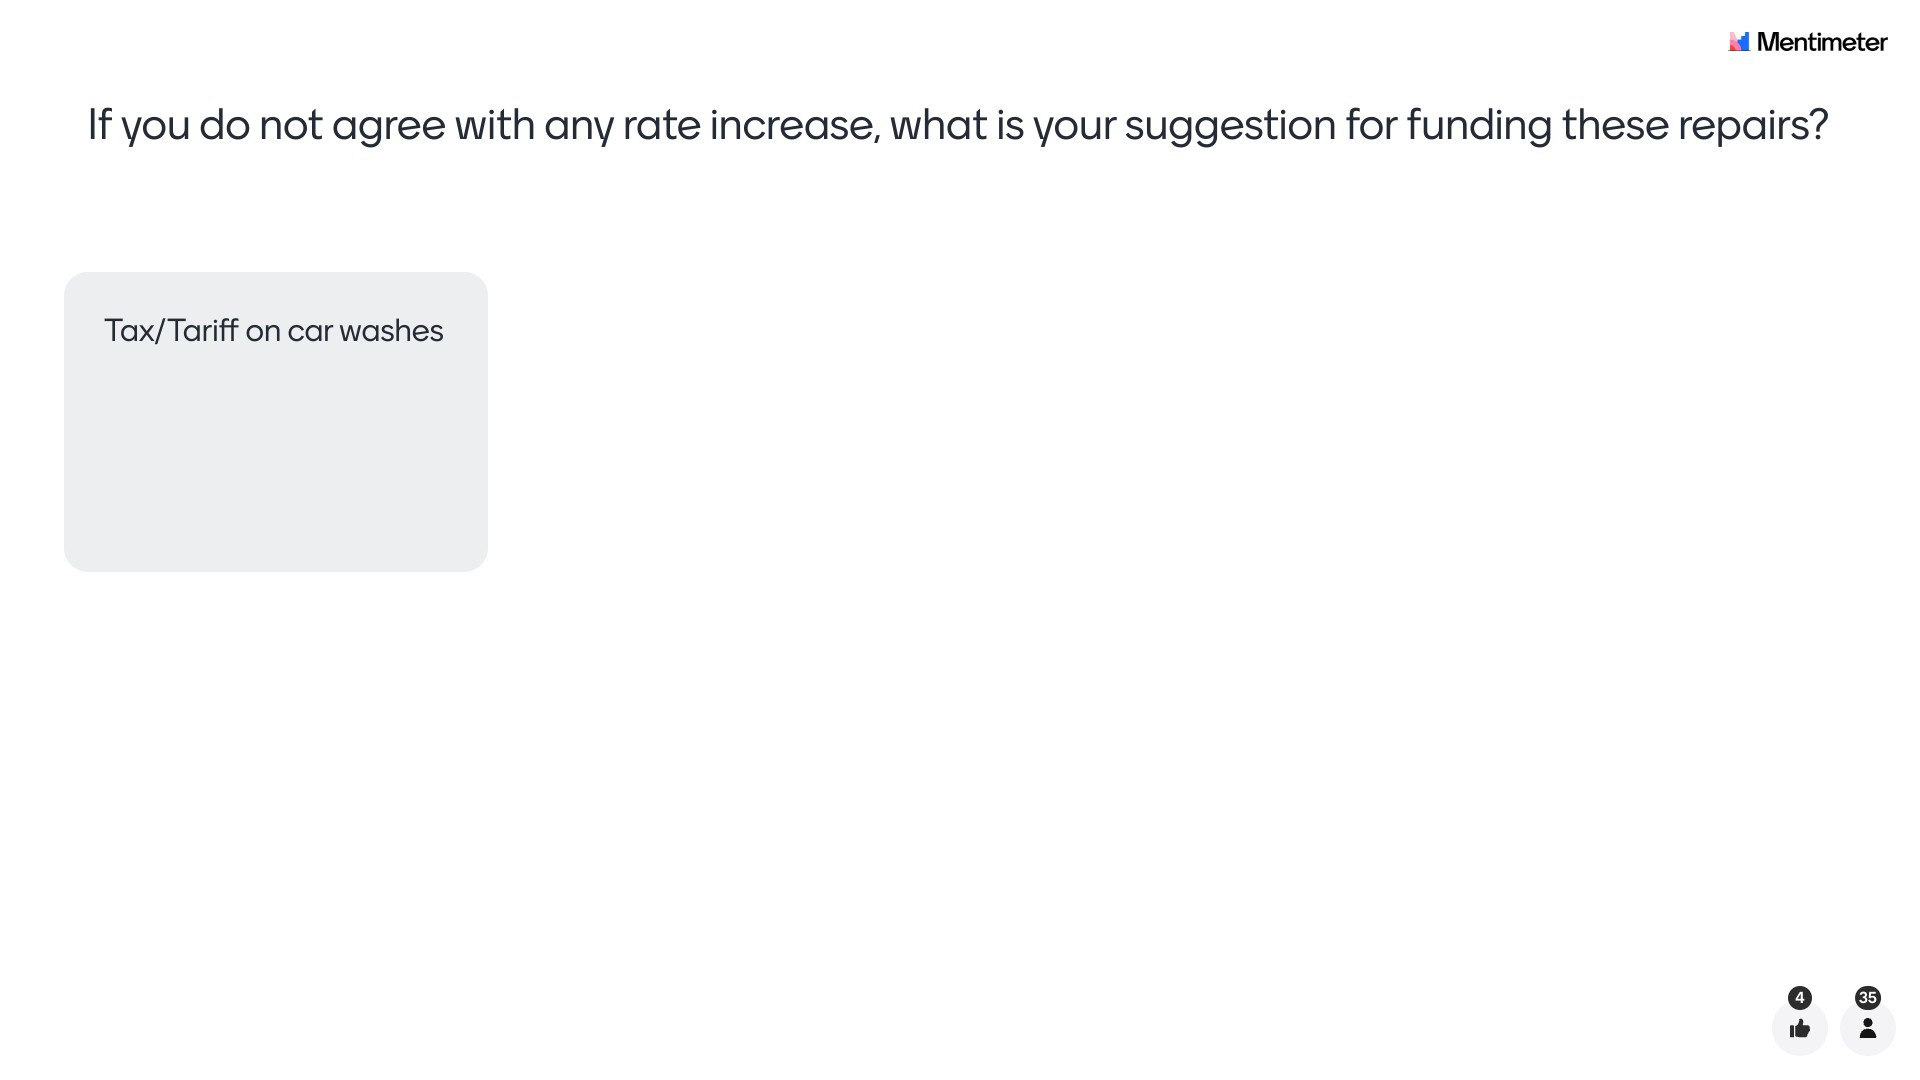 Mentimeter
If you do not agree with any rate increase, what is your suggestion for funding these repairs?
Tax/Tariff on car washes
4
35